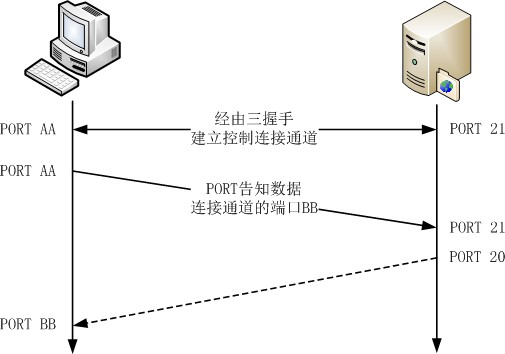 经由三握手
建立控制连接通道
PORT AA
PORT 21
PORT AA
PORT告知数据
连接通道的端口BB
PORT 21
PORT 20
PORT BB